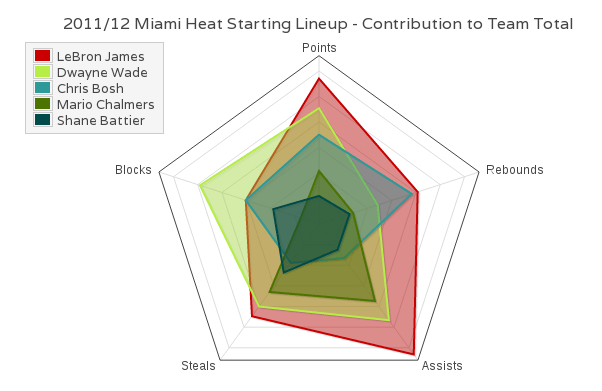 2011/12 Miami Heat Starting Lineup - Contribution to Team Total
LeBron James
Dwayne Wade
Chris Bosh
Mario Chalmers
Shane Battier
Points
Blocks
Rebounds
Steals
Assists